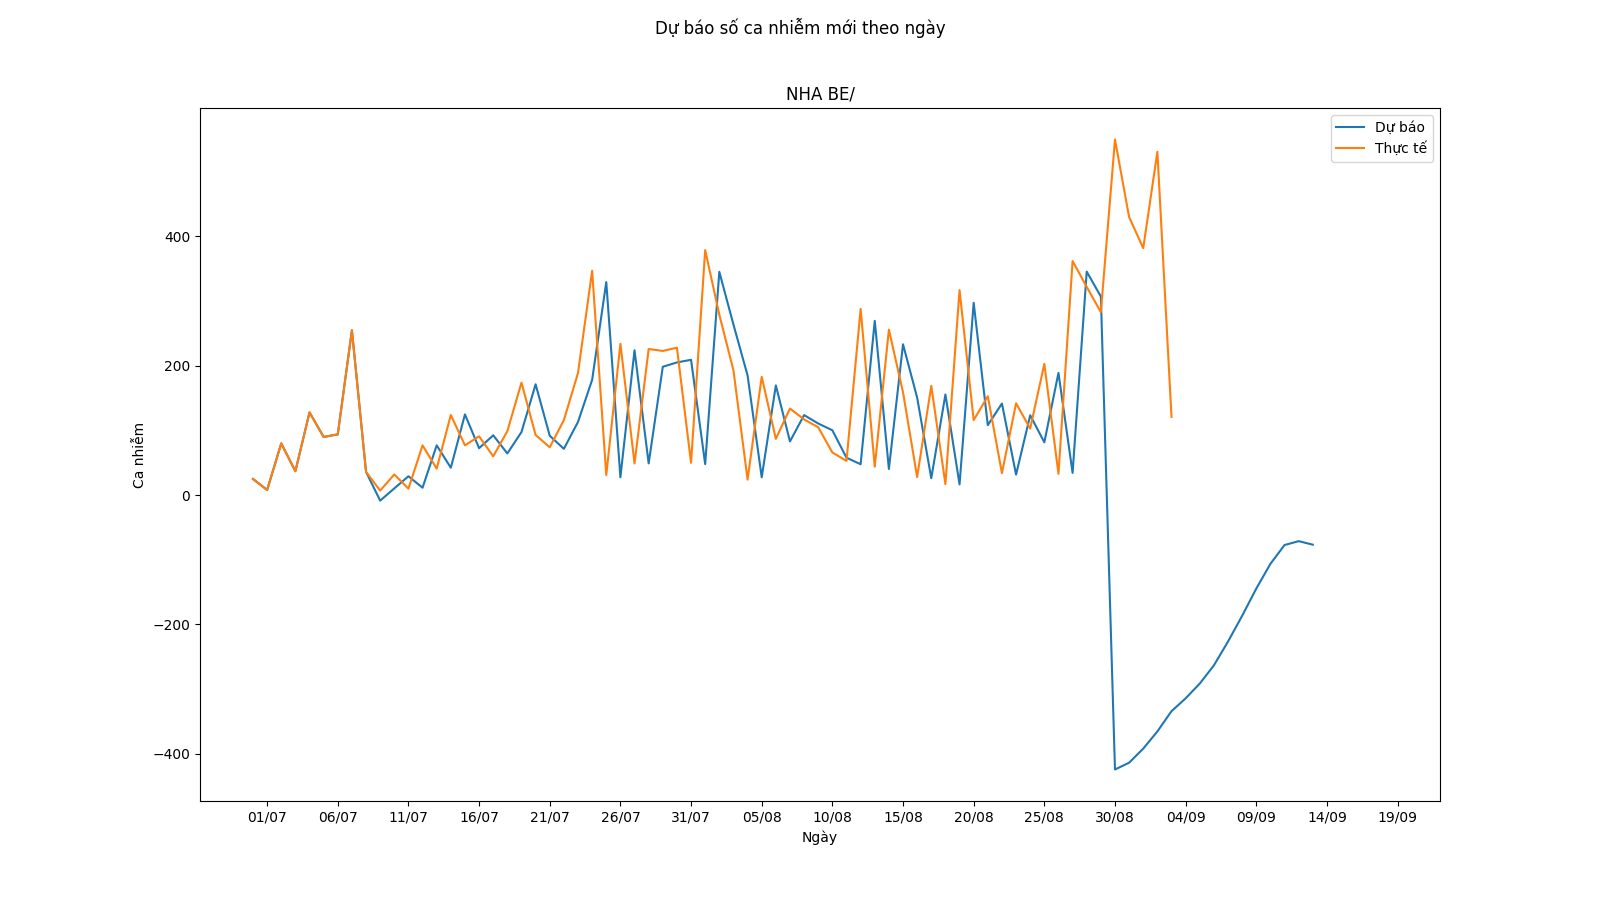 Dự báo số ca nhiễm mới theo ngày
NHA BE/
Dự báo
Thực tế
400
200
0
−200
−400
Ca nhiễm
01/07 06/07 11/07 16/07 21/07 26/07 31/07 05/08 10/08 15/08 20/08 25/08 30/08 04/09 09/09 14/09 19/09
Ngày